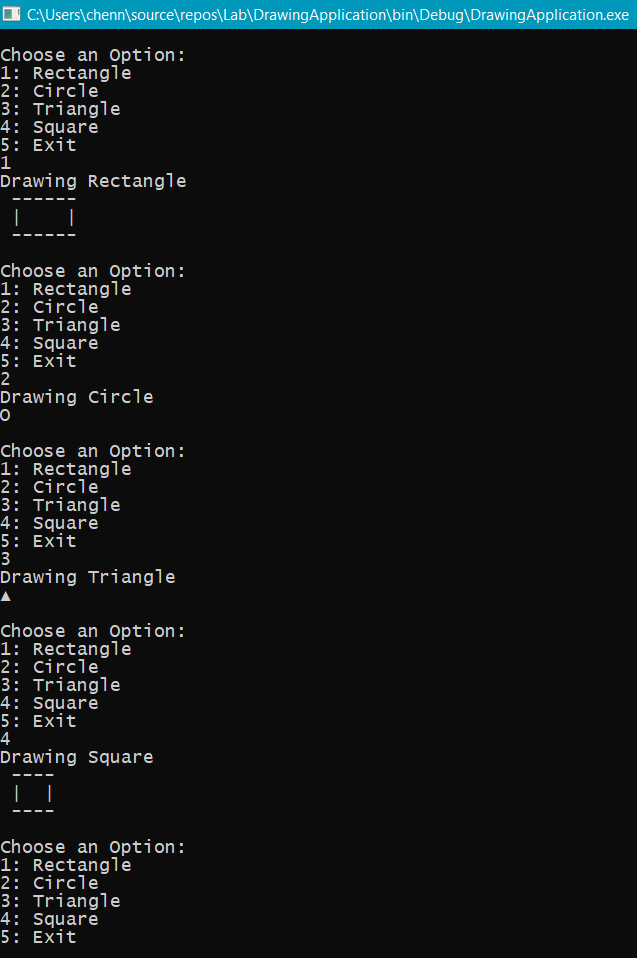 C:\Users\chenn\source\repos\Lab\DrawingApplication\bin\Debug\DrawingApplication.exe
Choose an Option:
1: Rectangle
2: Circle
3: Triangle
4: Square
5: Exit
1
Drawing Rectangle
 ------
 |    |
 ------
Choose an Option:
1: Rectangle
2: Circle
3: Triangle
4: Square
5: Exit
2
Drawing Circle
O
Choose an Option:
1: Rectangle
2: Circle
3: Triangle
4: Square
5: Exit
3
Drawing Triangle
▲
Choose an Option:
1: Rectangle
2: Circle
3: Triangle
4: Square
5: Exit
4
Drawing Square
 ----
 |  |
 ----
Choose an Option:
1: Rectangle
2: Circle
3: Triangle
4: Square
5: Exit